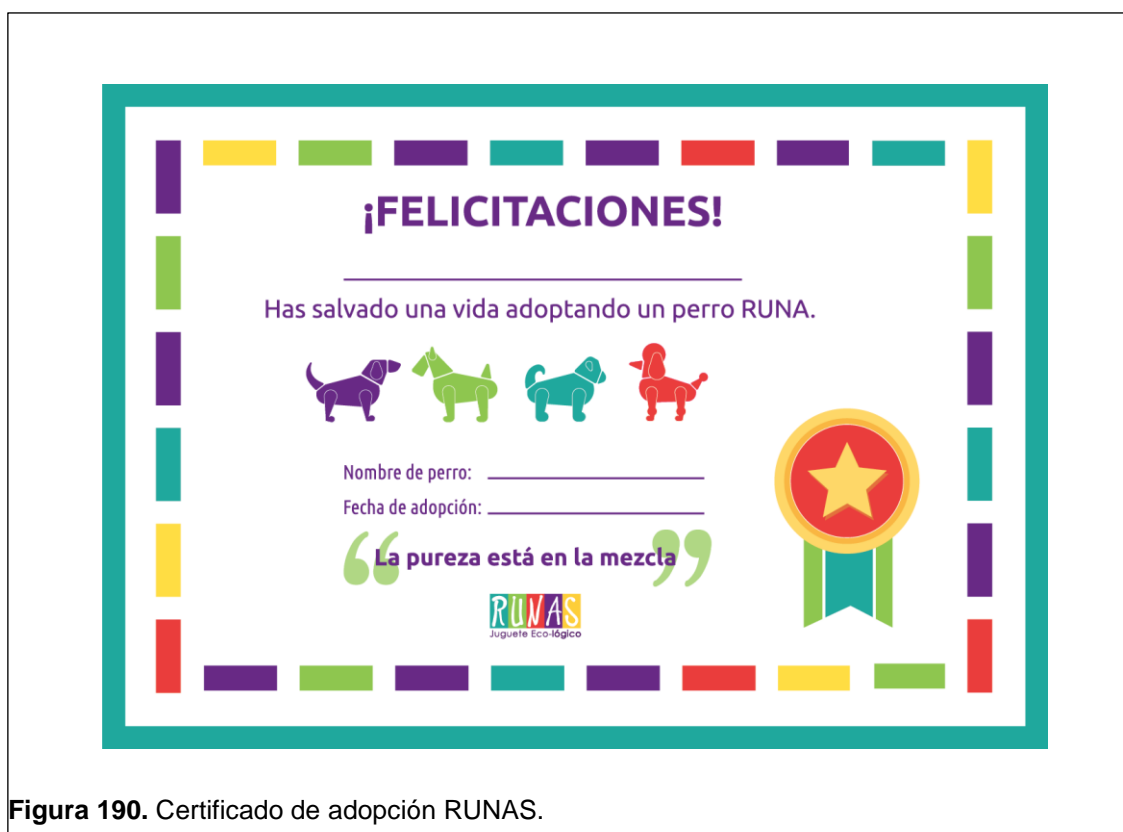 ¡FELICITACIONES!
Has salvado una vida adoptando un perro RUNA.
Nombre de perro:
Fecha de adopción:
“La pureza está en la mezcla”
RUNAS
Juguete Eco-lógico
Figura 190. Certificado de adopción RUNAS.